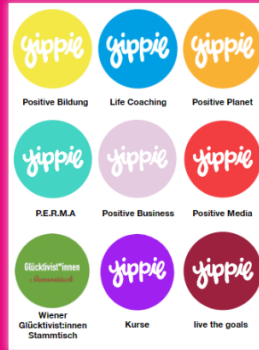 yippie yippie yippie
Positive Bildung Life Coaching Positive Planet
yippie yippie yippie
P.E.R.M.A Positive Business Positive Media
Glücktivist*innen yippie yippie
Stammtisch
Wiener
Glücktivist:innen
Stammtisch
Kurse live the goals